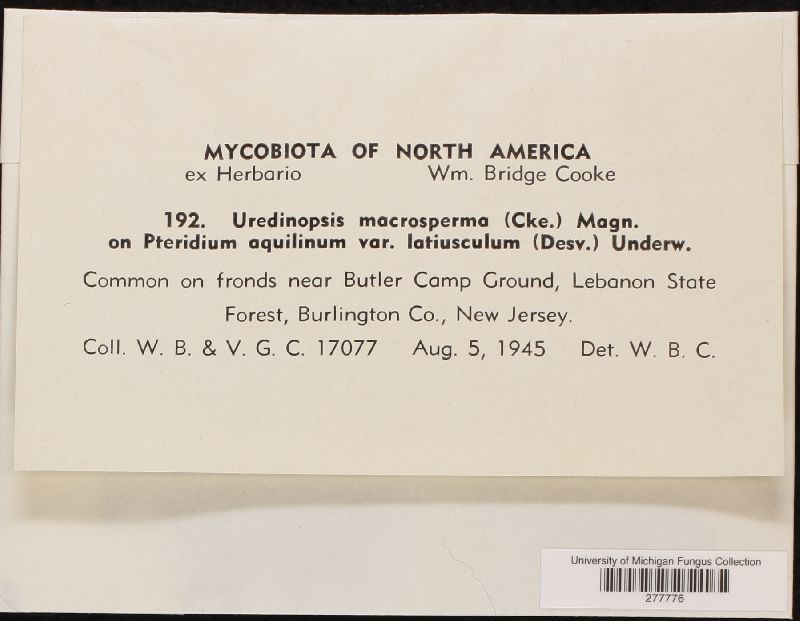 MYCOBIOTA OF NORTH AMERICA
ex Herbario Wm. Bridge Cooke
192. Uredinopsis macrosperma (Cke.) Magn.
on Pteridium aquilinum var. latiusculum (Desv.) Underw.
Common on fronds near Butler Camp Ground, Lebanon State
Forest, Burlington Co., New Jersey.
Coll. W. B. & V. G. C. 17077 Aug. 5, 1945 Det. W. B. C.
University of Michigan Fungus Collection
277776